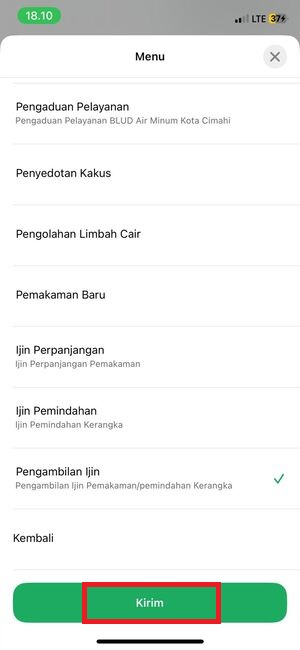 18.10
LTE 37
Menu
Pengaduan Pelayanan
Pengaduan Pelayanan BLUD Air Minum Kota Cimahi
Penyedotan Kakus
Pengolahan Limbah Cair
Pemakaman Baru
Ijin Perpanjangan
Ijin Perpanjangan Pemakaman
Ijin Pemindahan
Ijin Pemindahan Kerangka
Pengambilan Ijin
Pengambilan Ijin Pemakaman/pemindahan Kerangka
Kembali
Kirim